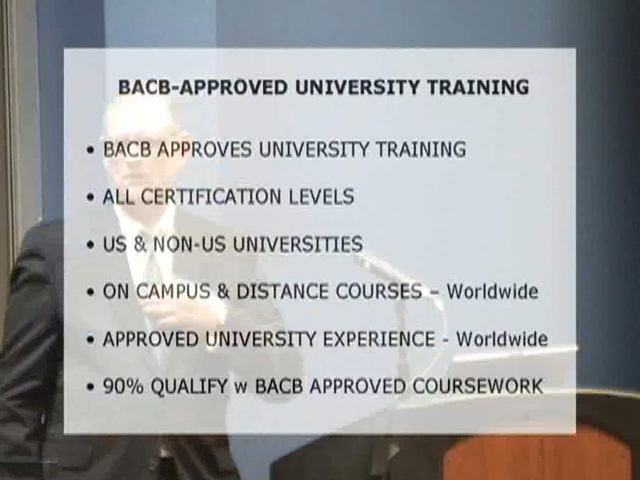 BACB-APPROVED UNIVERSITY TRAINING
• BACB APPROVES UNIVERSITY TRAINING
• ALL CERTIFICATION LEVELS
• US & NON-US UNIVERSITIES
• ON CAMPUS & DISTANCE COURSES – Worldwide
• APPROVED UNIVERSITY EXPERIENCE - Worldwide
• 90% QUALIFY w BACB APPROVED COURSEWORK